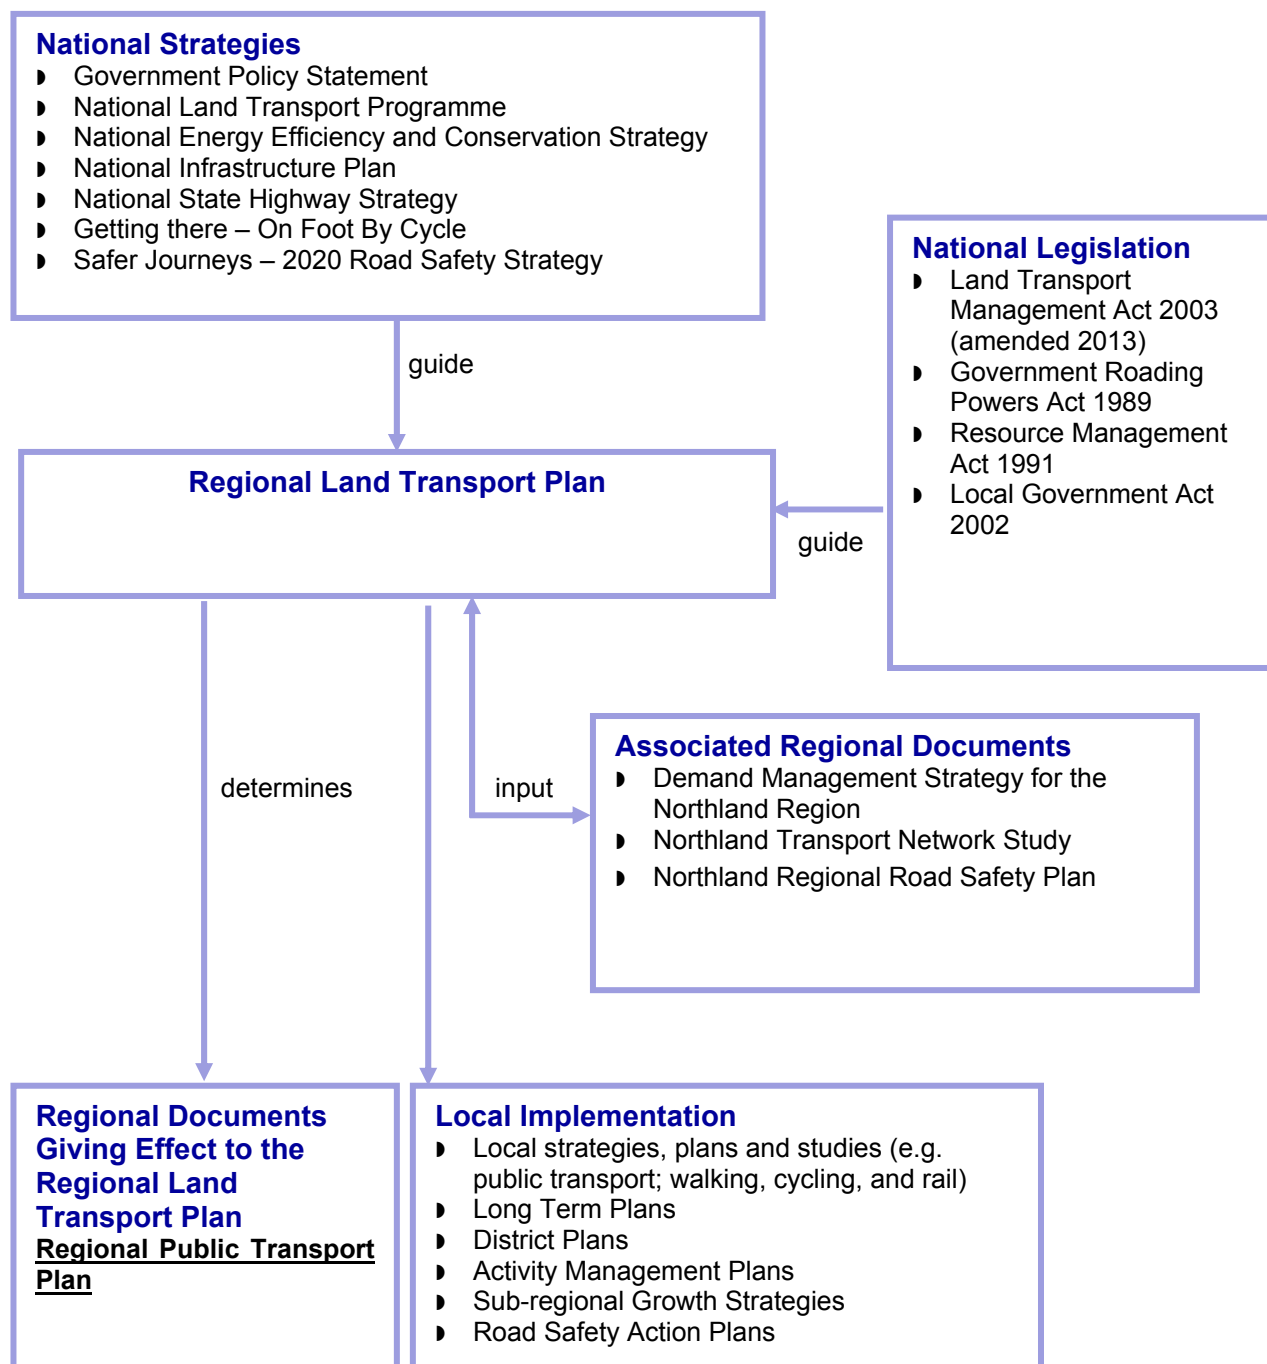 National Strategies
◗ Government Policy Statement
◗ National Land Transport Programme
◗ National Energy Efficiency and Conservation Strategy
◗ National Infrastructure Plan
◗ National State Highway Strategy
◗ Getting there – On Foot By Cycle
◗ Safer Journeys – 2020 Road Safety Strategy
guide
National Legislation
◗ Land Transport
Management Act 2003
(amended 2013)
◗ Government Roading
Powers Act 1989
◗ Resource Management
Act 1991
◗ Local Government Act
2002
Regional Land Transport Plan
guide
determines
input
Associated Regional Documents
◗ Demand Management Strategy for the
Northland Region
◗ Northland Transport Network Study
◗ Northland Regional Road Safety Plan
Regional Documents
Giving Effect to the
Regional Land
Transport Plan
Regional Public Transport
Plan
Local Implementation
◗ Local strategies, plans and studies (e.g.
public transport; walking, cycling, and rail)
◗ Long Term Plans
◗ District Plans
◗ Activity Management Plans
◗ Sub-regional Growth Strategies
◗ Road Safety Action Plans